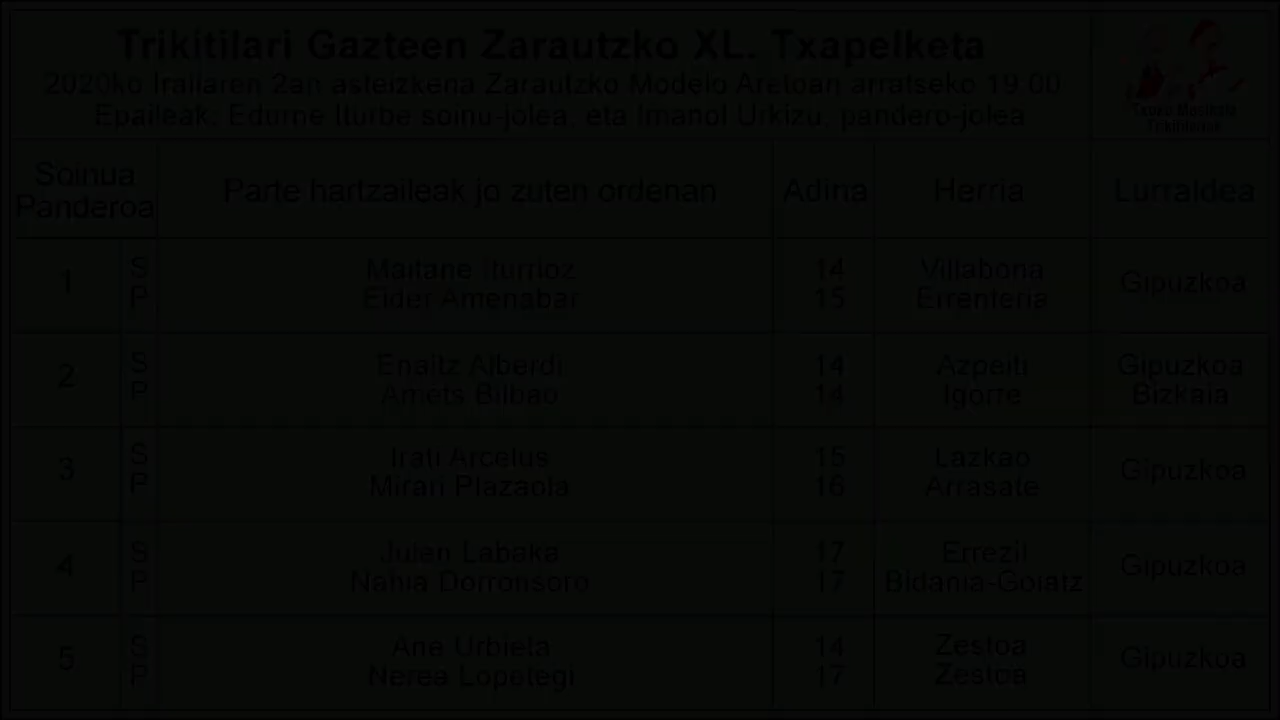 Trikitilari Gazteen Zarautzko XL. Txapelketa
2020ko Irailaren 2an asteizkena Zarautzko Modelo Aretoan arratseko 19.00
Epaileak: Edurne Iturbe soinu-jolea, eta Imanol Urkizu, pandero-jolea
Soinua
Panderoa
Parte hartzaileak jo zuten ordenan
Adina
Herria
Lurraldea
1
S
P
Maitane Iturrioz
Eider Amenabar
14
15
Villabona
Errenteria
Gipuzkoa
2
S
P
Enaitz Alberdi
Amets Bilbao
14
14
Azpeiti
Igorre
Gipuzkoa
Bizkaia
3
S
P
Irati Arcelus
Mirari Plazaola
15
16
Lazkao
Arrasate
Gipuzkoa
4
S
P
Julen Labaka
Nahia Dorronsoro
17
17
Errezil
Bidania-Goiatz
Gipuzkoa
5
S
P
Ane Urbieta
Nerea Lopetegi
14
17
Zestoa
Zestoa
Gipuzkoa